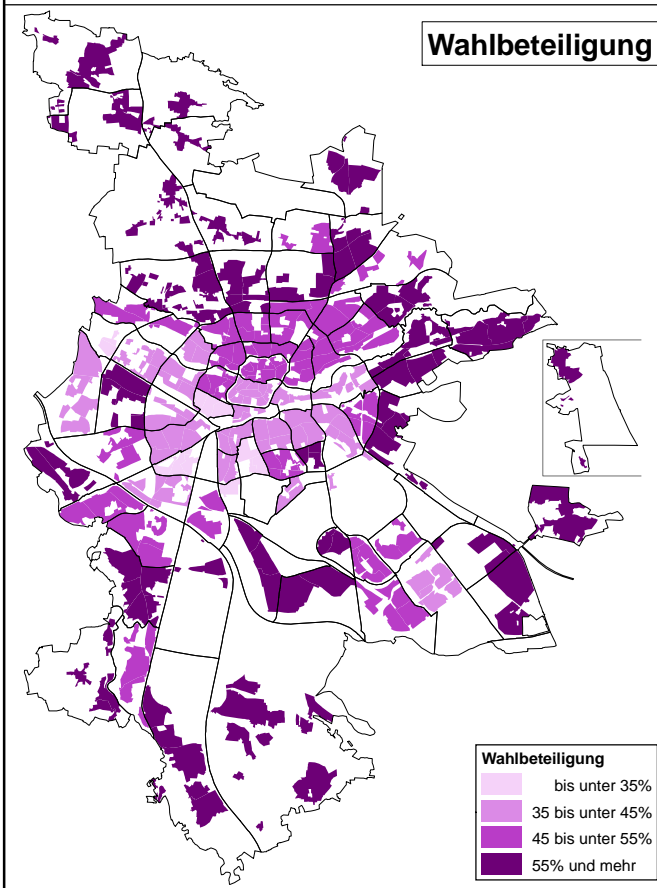 Wahlbeteiligung
Wahlbeteiligung
bis unter 35%
35 bis unter 45%
45 bis unter 55%
55% und mehr